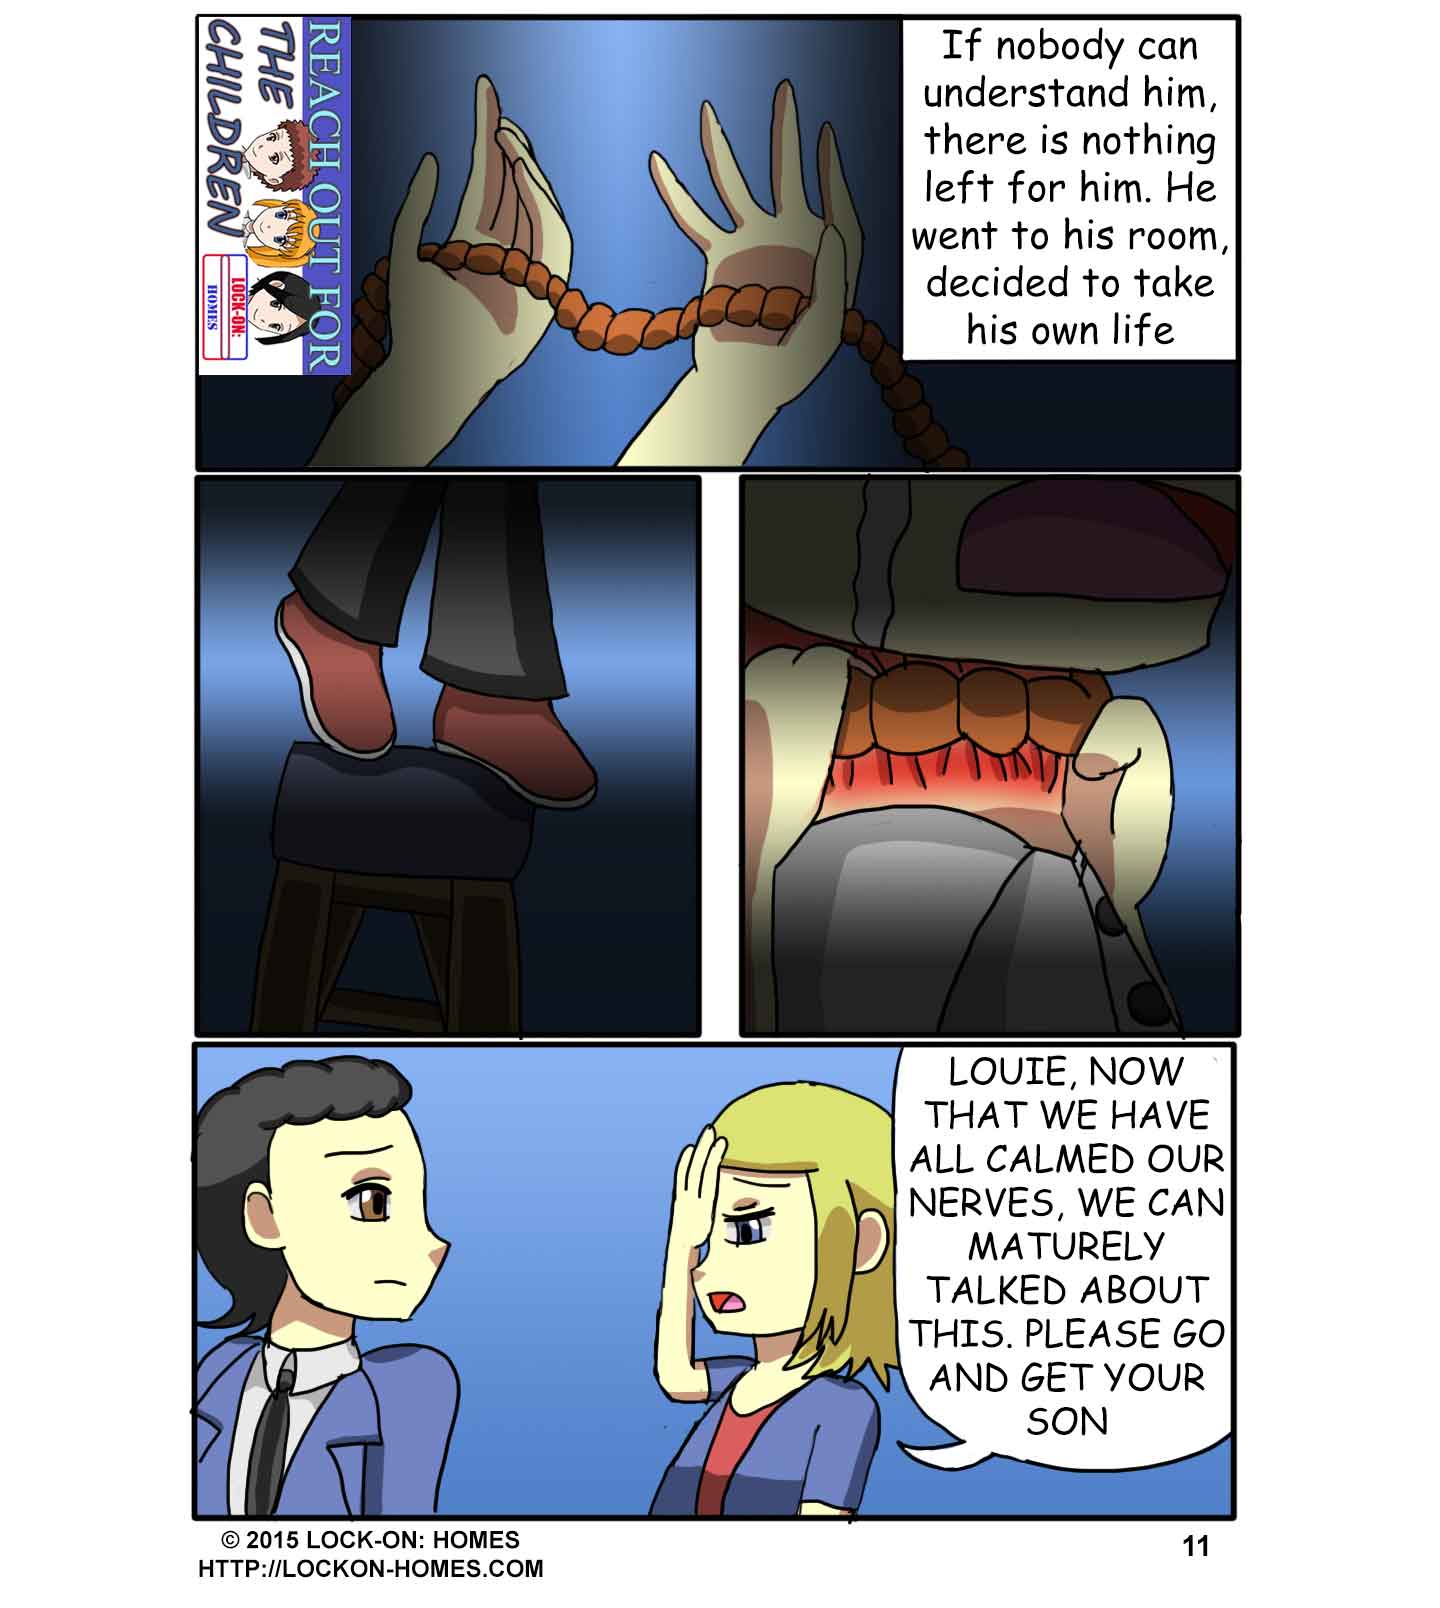 REACH OUT FOR
THE
CHILDREN
LOCK-ON:
HOMES
If nobody can
understand him,
there is nothing
left for him. He
went to his room,
decided to take
his own life
LOUIE, NOW
THAT WE HAVE
ALL CALMED OUR
NERVES, WE CAN
MATURELY
TALKED ABOUT
THIS. PLEASE GO
AND GET YOUR
SON
© 2015 LOCK-ON: HOMES
HTTP://LOCKON-HOMES.COM
11